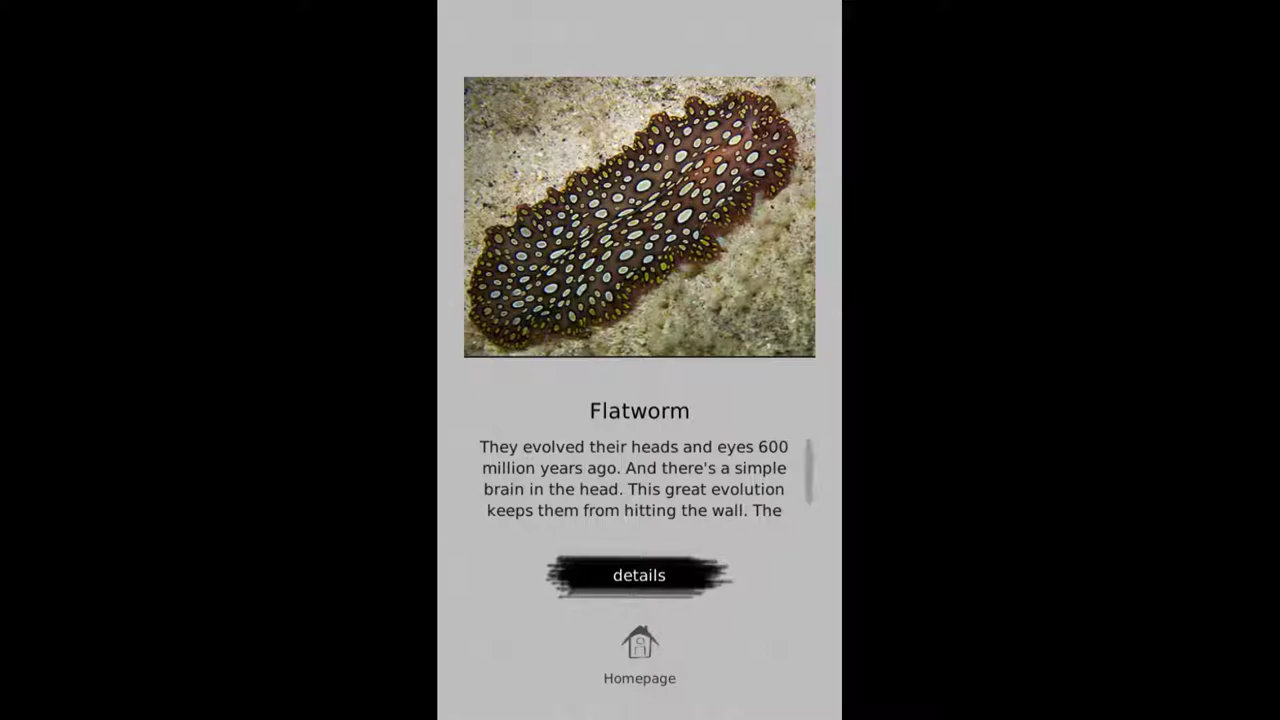 Flatworm
They evolved their heads and eyes 600
million years ago. And there's a simple
brain in the head. This great evolution
keeps them from hitting the wall. The
details
Homepage